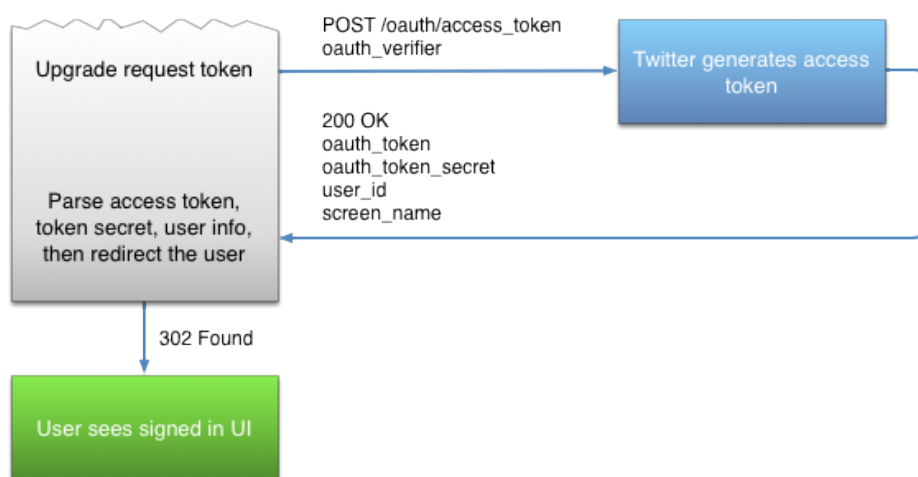 POST /oauth/access_token
oauth_verifier
Upgrade request token
Twitter generates access
token
200 OK
oauth_token
oauth_token_secret
user_id
screen_name
Parse access token,
token secret, user info,
then redirect the user
302 Found
User sees signed in UI